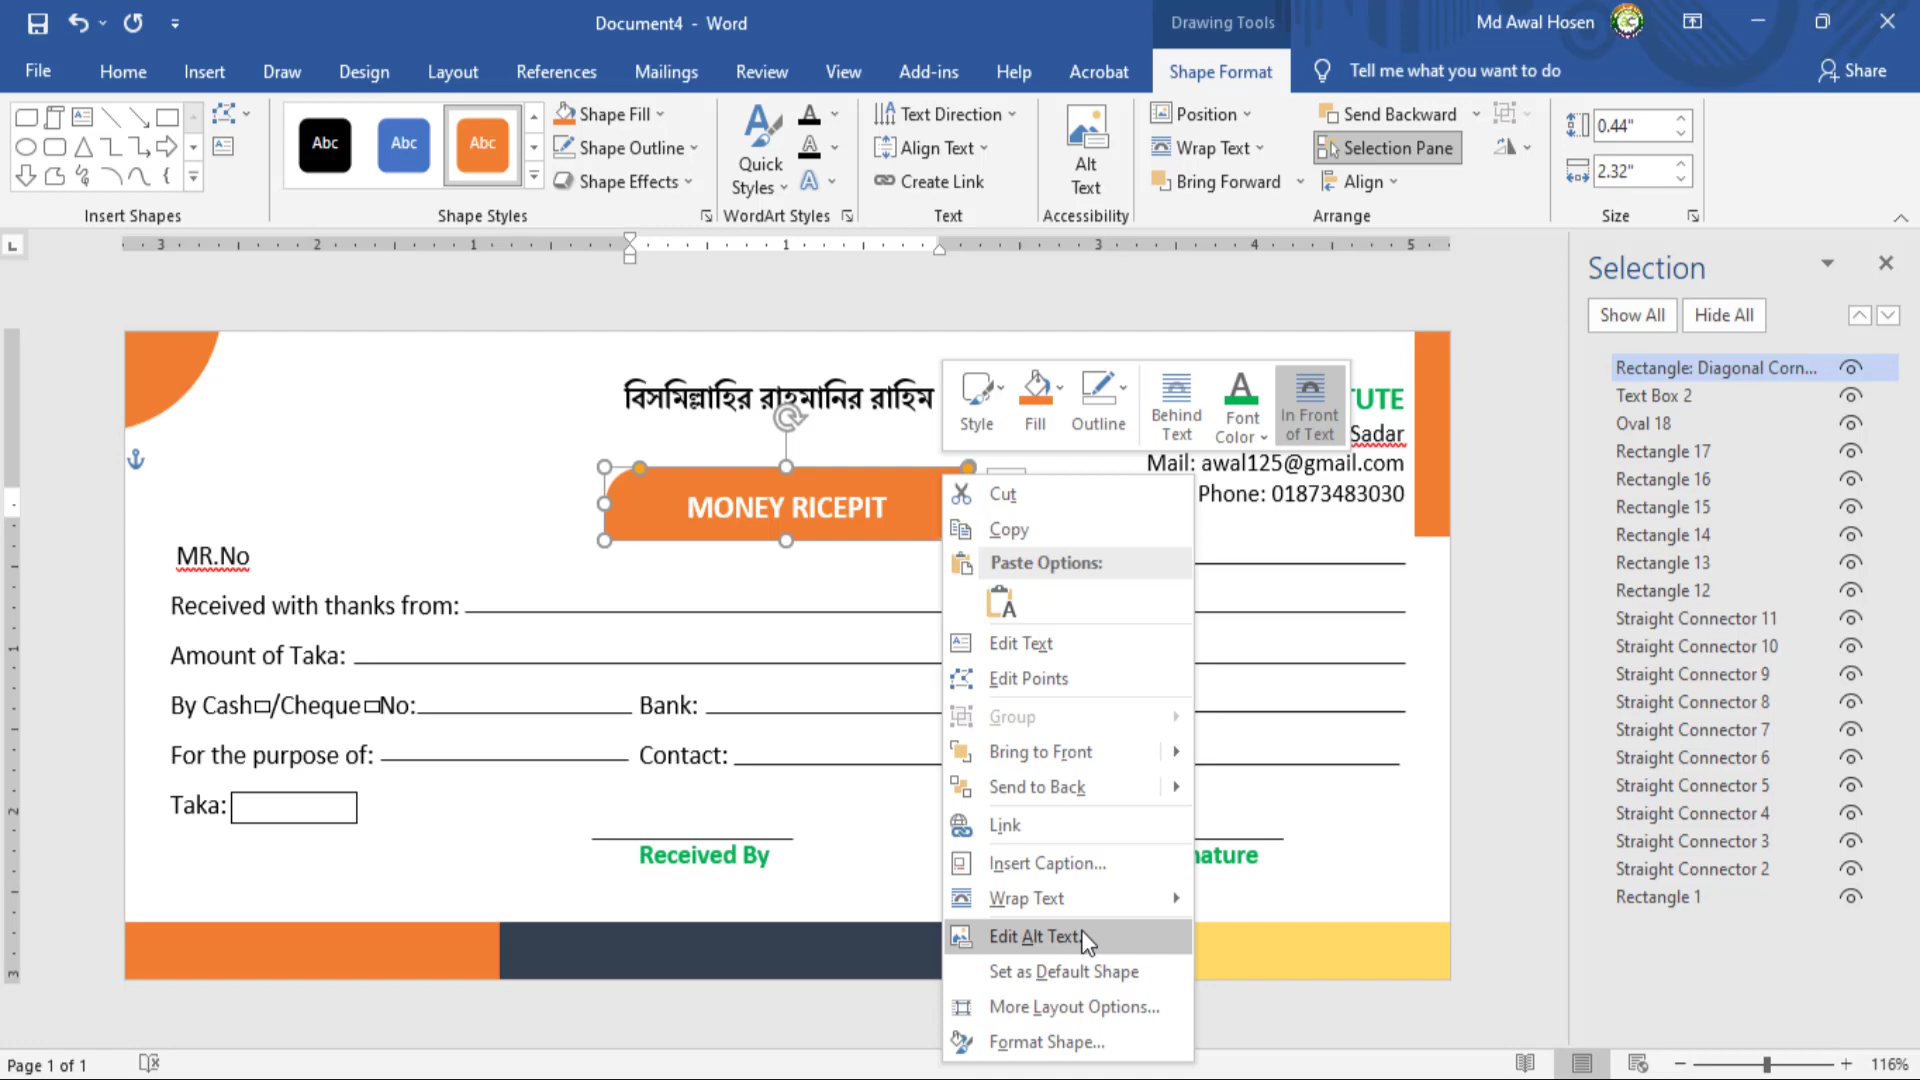 Document4 - Word
Drawing Tools
Md Awal Hosen
File
Home
Insert
Draw
Design
Layout
References
Mailings
Review
View
Add-ins
Help
Acrobat
Shape Format
Tell me what you want to do
Share
Abc
Abc
Abc
Shape Fill
Shape Outline
Shape Effects
Quick
Styles
Text Direction
Align Text
Create Link
Alt
Text
Position
Wrap Text
Bring Forward
Send Backward
Selection Pane
Align
0.44"
2.32"
Insert Shapes
Shape Styles
WordArt Styles
Text
Accessibility
Arrange
Size
3 2 1 1 3 4 5
Selection
Show All
Hide All
Rectangle: Diagonal Corn...
Text Box 2
Oval 18
Rectangle 17
Rectangle 16
Rectangle 15
Rectangle 14
Rectangle 13
Rectangle 12
Straight Connector 11
Straight Connector 10
Straight Connector 9
Straight Connector 8
Straight Connector 7
Straight Connector 6
Straight Connector 5
Straight Connector 4
Straight Connector 3
Straight Connector 2
Rectangle 1
বিসমিল্লাহির রাহমানির রাহিম
TUTE
Sadar
Mail: awal125@gmail.com
Phone: 01873483030
Style
Fill
Outline
Behind
Text
Font
Color
In Front
of Text
MONEY RICEPIT
MR.No
Received with thanks from:
Amount of Taka:
By Cash/Cheque No:
Bank:
For the purpose of:
Contact:
Taka:
Received By
nature
Cut
Copy
Paste Options:
A
Edit Text
Edit Points
Group
Bring to Front
Send to Back
Link
Insert Caption...
Wrap Text
Edit Alt Text...
Set as Default Shape
More Layout Options...
Format Shape...
1
2
3
Page 1 of 1
116%